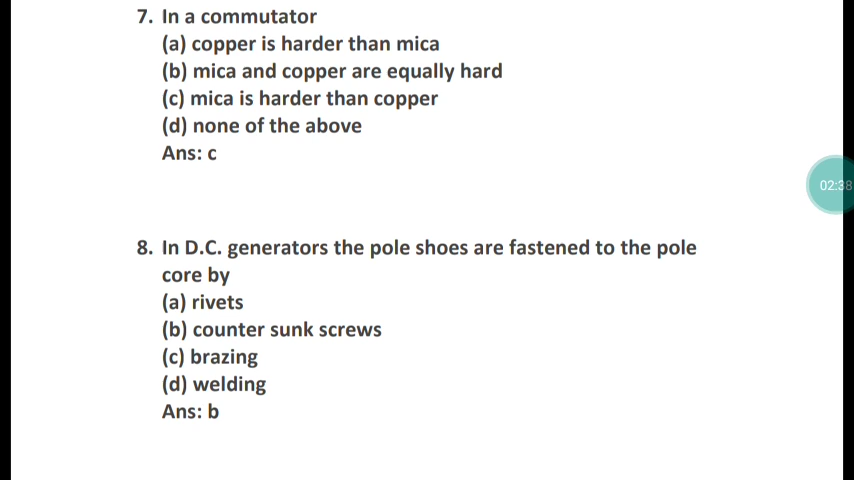 7. In a commutator
(a) copper is harder than mica
(b) mica and copper are equally hard
(c) mica is harder than copper
(d) none of the above
Ans: c
02:38
8. In D.C. generators the pole shoes are fastened to the pole
core by
(a) rivets
(b) counter sunk screws
(c) brazing
(d) welding
Ans: b